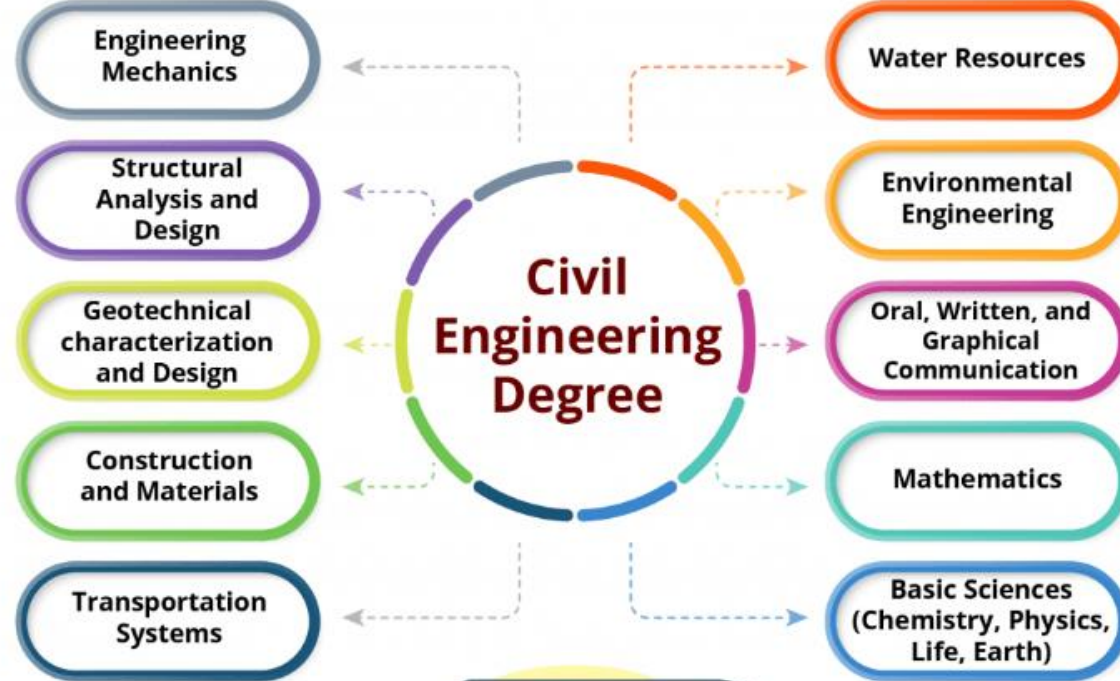 Engineering
Mechanics
Structural
Analysis and
Design
Geotechnical
characterization
and Design
Construction
and Materials
Transportation
Systems
Civil
Engineering
Degree
Water Resources
Environmental
Engineering
Oral, Written, and
Graphical
Communication
Mathematics
Basic Sciences
(Chemistry, Physics,
Life, Earth)